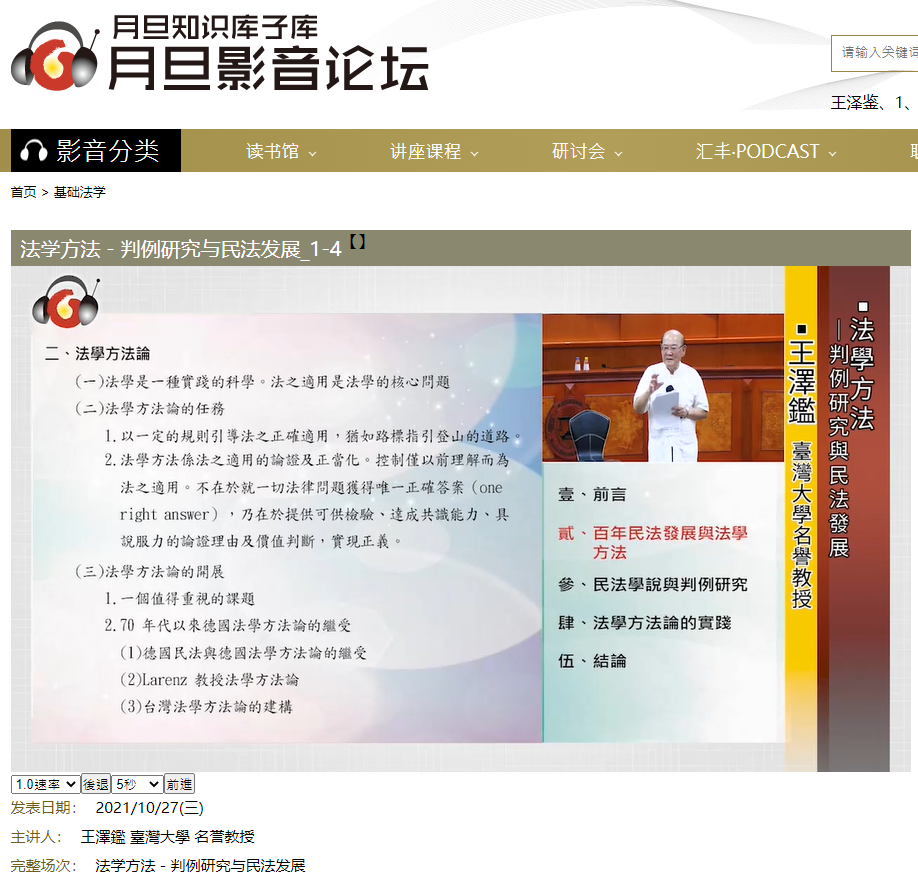 月旦知识库子库
月旦影音论坛
请输入关键词
王泽鉴、1、
影音分类
读书馆
讲座课程
研讨会
汇丰·PODCAST
首页 > 基础法学
法学方法 - 判例研究与民法发展_1-4【】
二、法學方法論
(一)法學是一種實踐的科學。法之適用是法學的核心問題
(二)法學方法論的任務
1.以一定的規則引導法之正確適用，猶如路標指引登山的道路。
2.法學方法係法之適用的論證及正當化。控制僅以前理解而為
法之適用。不在於就一切法律問題獲得唯一正確答案（one
right answer），乃在於提供可供檢驗、達成共識能力、具
說服力的論證理由及價值判斷，實現正義。
(三)法學方法論的開展
1.一個值得重視的課題
2.70 年代以來德國法學方法論的繼受
(1)德國民法與德國法學方法論的繼受
(2)Larenz 教授法學方法論
(3)台灣法學方法論的建構
壹、前言
貳、百年民法發展與法學
方法
參、民法學說與判例研究
肆、法學方法論的實踐
伍、結論
■王澤鑑 臺灣大學名譽教授
■法學方法
—判例研究與民法發展
1.0速率
後退
5秒
前進
发表日期： 2021/10/27(三)
主讲人： 王澤鑑 臺灣大學 名譽教授
完整场次： 法学方法 - 判例研究与民法发展